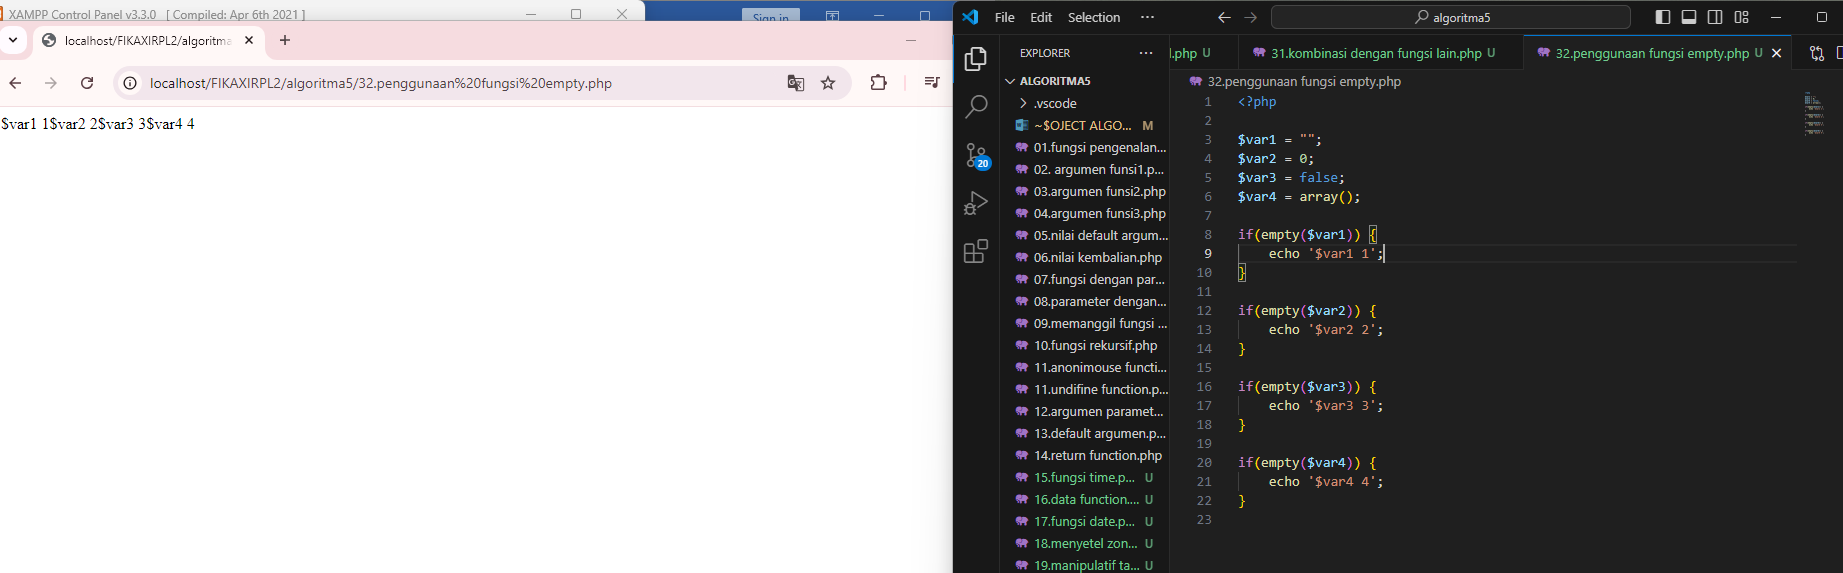 XAMPP Control Panel v3.3.0 [ Compiled: Apr 6th 2021 ]
Sign in
localhost/FIKAXIRPL2/algoritma
localhost/FIKAXIRPL2/algoritma5/32.penggunaan%20fungsi%20empty.php
$var1 1$var2 2$var3 3$var4 4
File Edit Selection ···
algoritma5
EXPLORER ···
ALGORITMA5
.vscode
~$OJECT ALGO... M
01.fungsi pengenalan...
02. argumen funsi1.p...
03.argumen funsi2.php
04.argumen funsi3.php
05.nilai default argum...
06.nilai kembalian.php
07.fungsi dengan par...
08.parameter dengan...
09.memanggil fungsi ...
10.fungsi rekursif.php
11.anonimouse functi...
11.undifine function.p...
12.argumen paramet...
13.default argumen.p...
14.return function.php
15.fungsi time.p... U
16.data function.... U
17.fungsi date.p... U
18.menyetel zon... U
19.manipulatif ta... U
20
l.php U
31.kombinasi dengan fungsi lain.php U
32.penggunaan fungsi empty.php U
32.penggunaan fungsi empty.php
1 <?php
2
3 $var1 = "";
4 $var2 = 0;
5 $var3 = false;
6 $var4 = array();
7
8 if(empty($var1)) {
9 echo '$var1 1';
10 }
11
12 if(empty($var2)) {
13 echo '$var2 2';
14 }
15
16 if(empty($var3)) {
17 echo '$var3 3';
18 }
19
20 if(empty($var4)) {
21 echo '$var4 4';
22 }
23